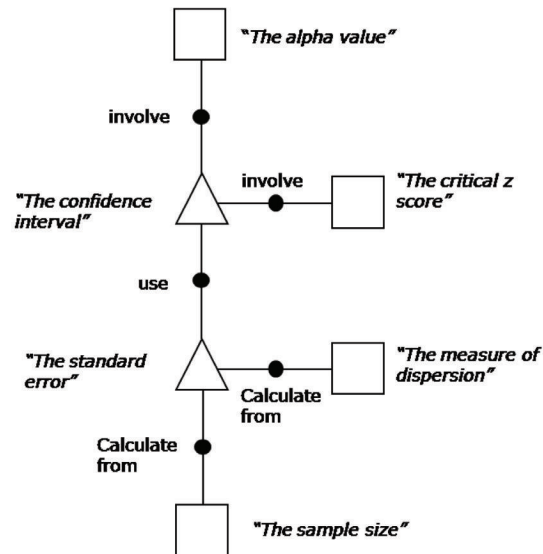 "The alpha value"
involve
"The confidence
interval"
involve
"The critical z
score"
use
"The standard
error"
"The measure of
dispersion"
Calculate
from
Calculate
from
"The sample size"